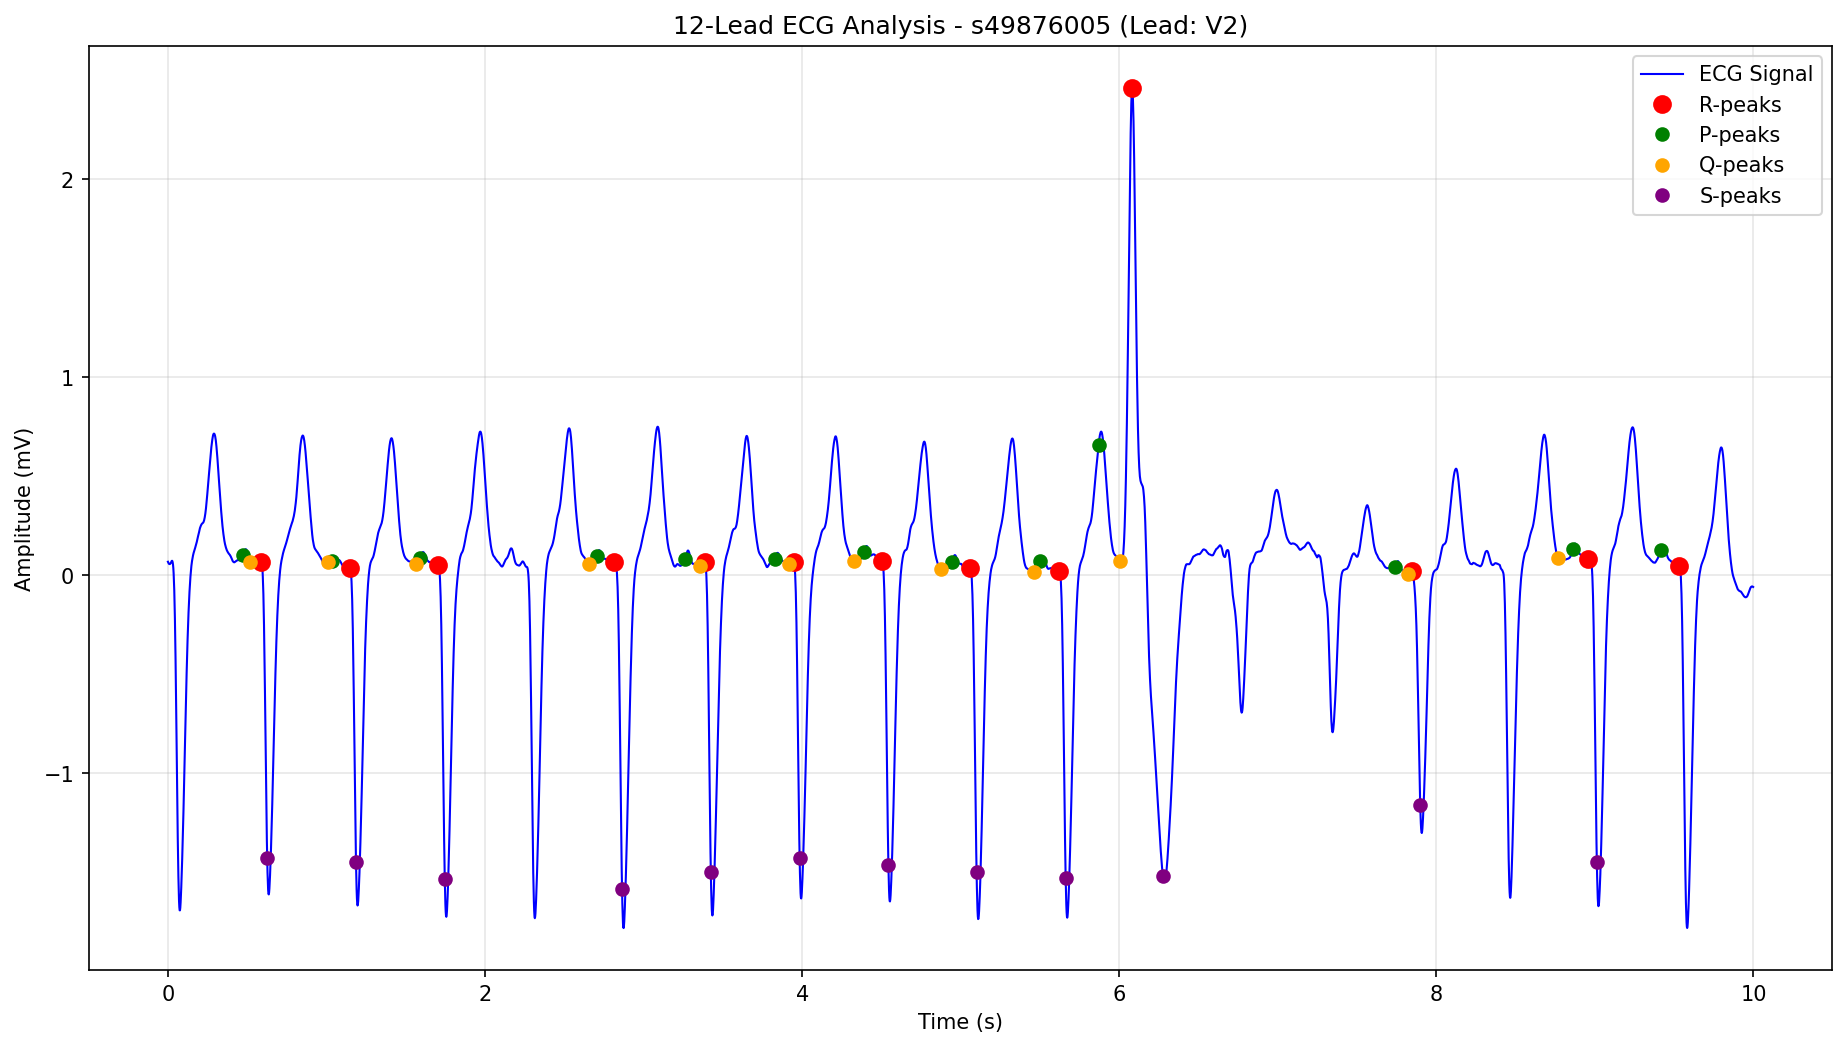 12-Lead ECG Analysis - s49876005 (Lead: V2)
ECG Signal
R-peaks
P-peaks
Q-peaks
S-peaks
Amplitude (mV)
2
1
0
−1
0
2
4
6
8
10
Time (s)